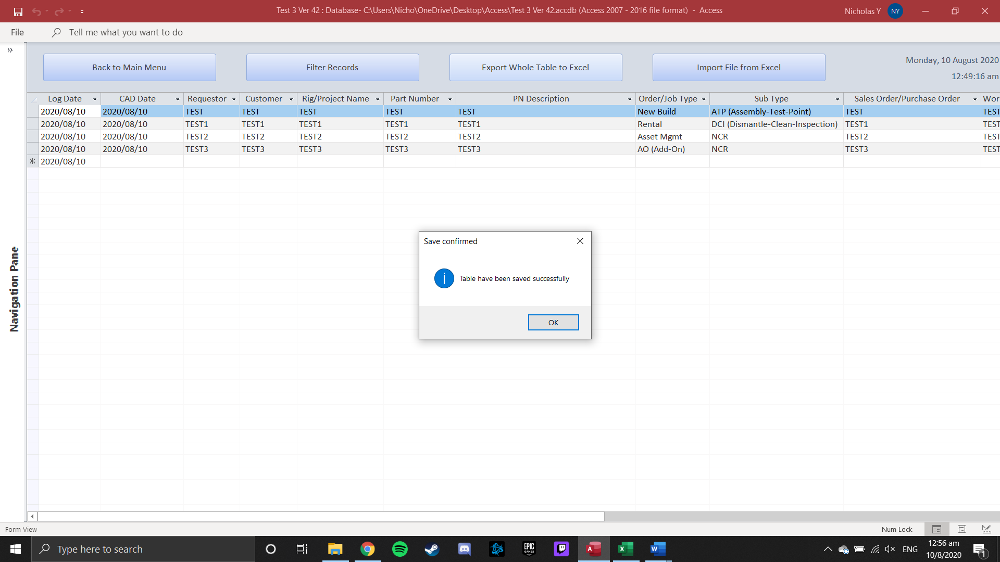 Test 3 Ver 42 : Database- C:\Users\Nicho\OneDrive\Desktop\Access\Test 3 Ver 42.accdb (Access 2007 - 2016 file format) - Access
Nicholas Y NY
File Tell me what you want to do
Back to Main Menu Filter Records Export Whole Table to Excel Import File from Excel
Monday, 10 August 2020
12:49:16 am
Log Date CAD Date Requestor Customer Rig/Project Name Part Number PN Description Order/Job Type Sub Type Sales Order/Purchase Order Wor
2020/08/10 2020/08/10 TEST TEST TEST TEST TEST New Build ATP (Assembly-Test-Point) TEST TEST
2020/08/10 2020/08/10 TEST1 TEST1 TEST1 TEST1 TEST1 Rental DCI (Dismantle-Clean-Inspection) TEST1 TEST
2020/08/10 2020/08/10 TEST2 TEST2 TEST2 TEST2 TEST2 Asset Mgmt NCR TEST2 TEST
2020/08/10 2020/08/10 TEST3 TEST3 TEST3 TEST3 TEST3 AO (Add-On) NCR TEST3 TEST
2020/08/10
Navigation Pane
Save confirmed
Table have been saved successfully
OK
Form View Num Lock
Type here to search
EPIC
GAMES
ENG
12:56 am
10/8/2020
1